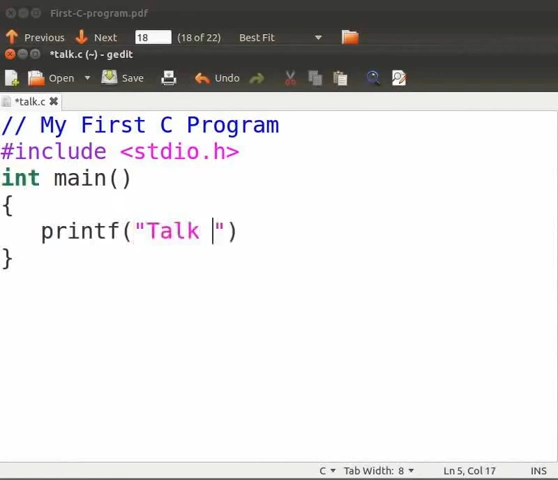 First-C-program.pdf
Previous Next 18 (18 of 22) Best Fit
*talk.c (~) - gedit
Open Save Undo
*talk.c
// My First C Program
#include <stdio.h>
int main()
{
printf("Talk ")
}
C Tab Width: 8 Ln 5, Col 17 INS